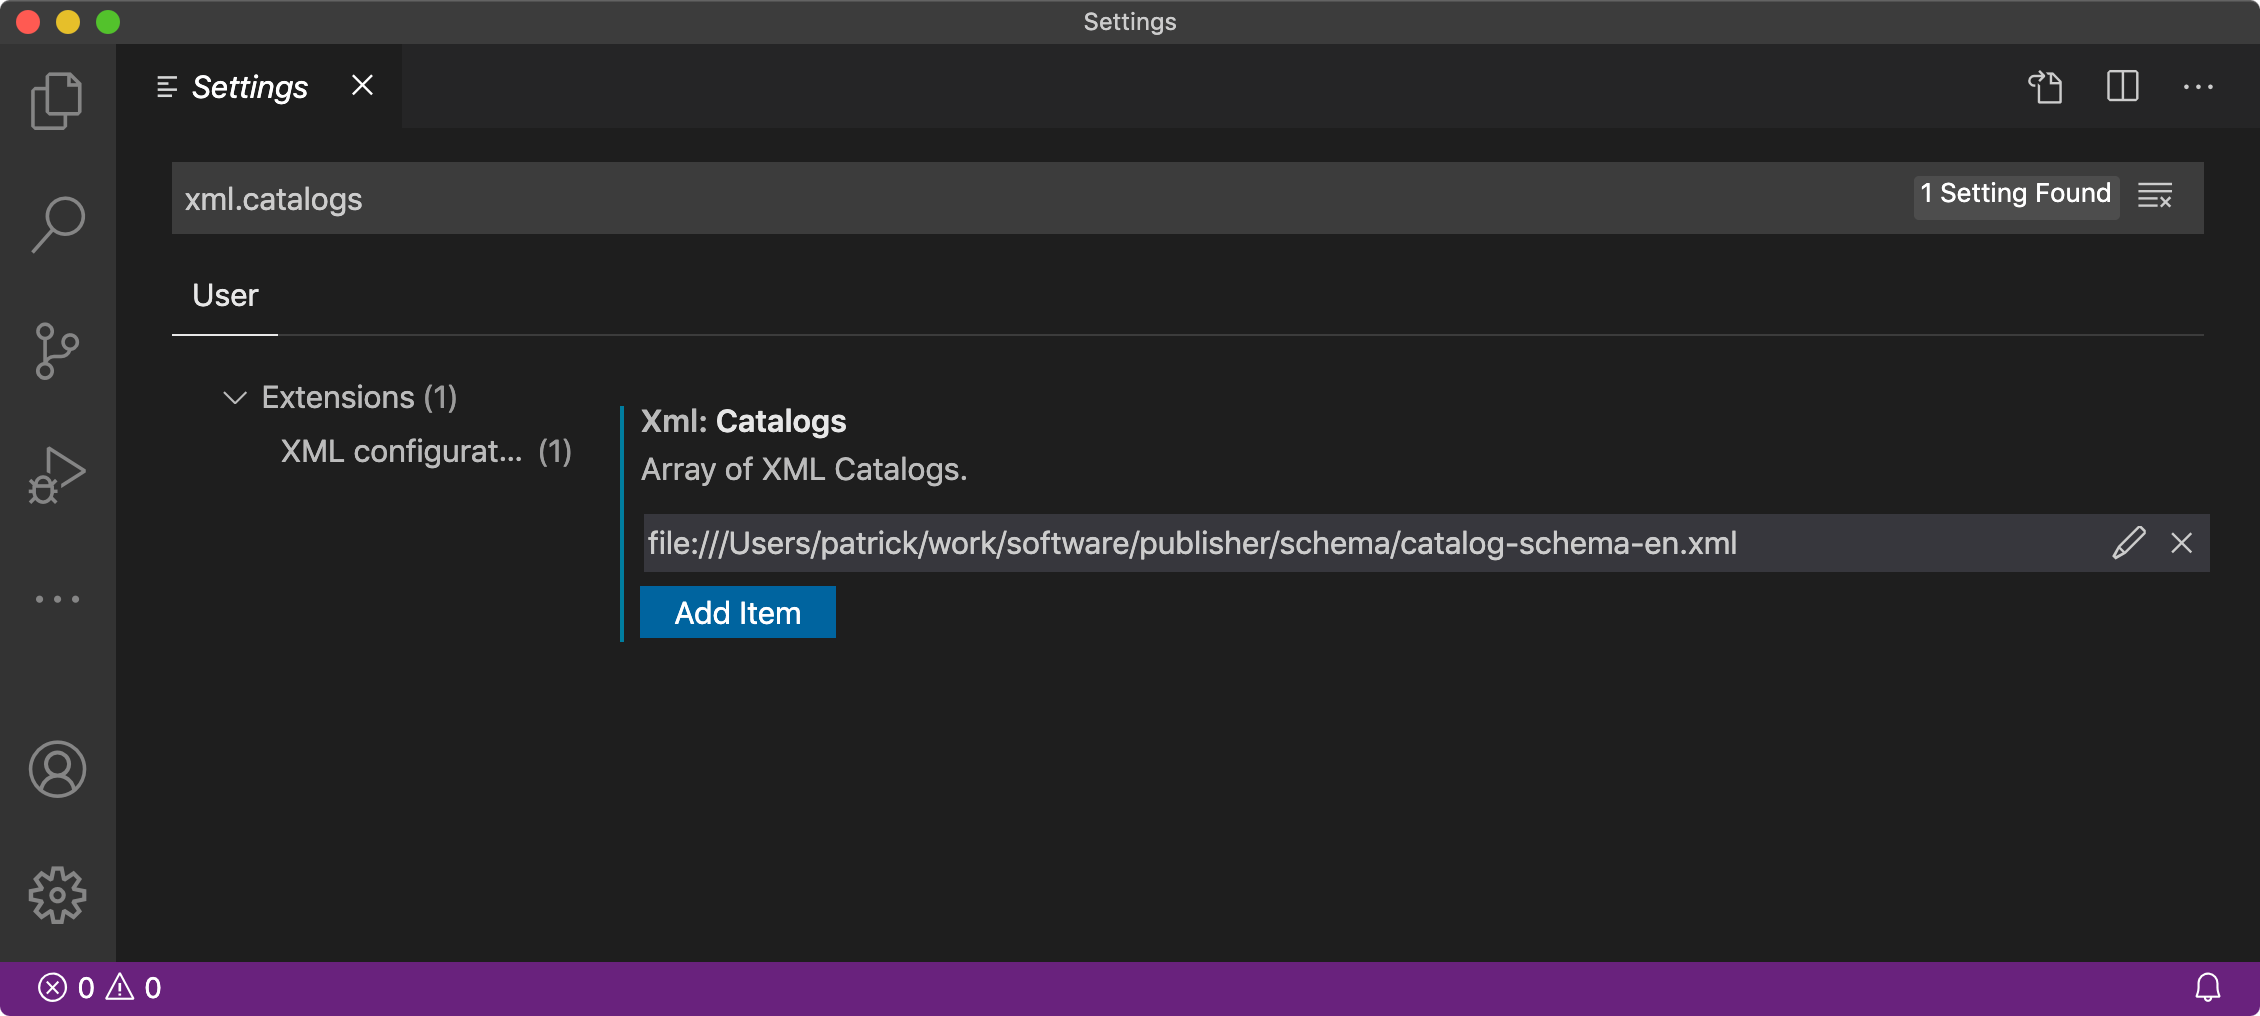 Settings
Settings
xml.catalogs
1 Setting Found
User
Extensions (1)
XML configurat... (1)
Xml: Catalogs
Array of XML Catalogs.
file:///Users/patrick/work/software/publisher/schema/catalog-schema-en.xml
Add Item
0 0